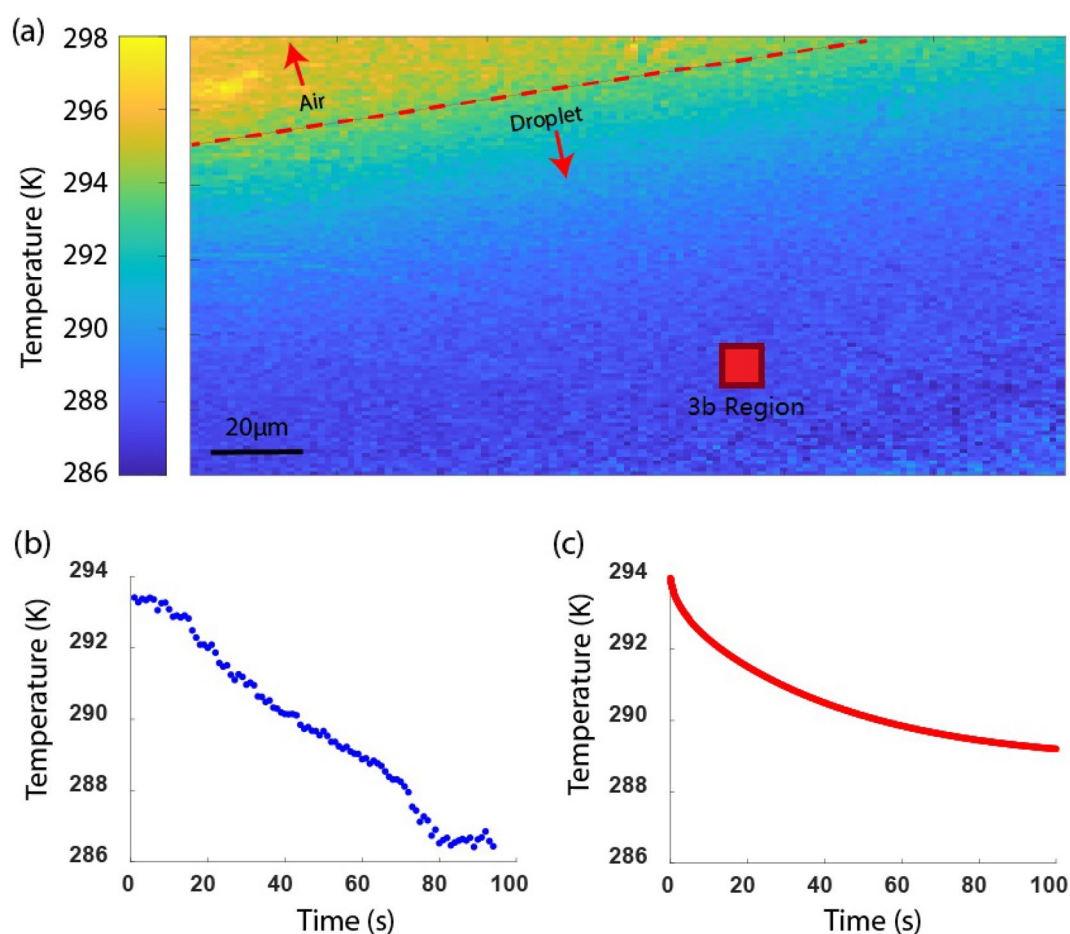 (a)
298
296
294
292
290
288
286
Temperature (K)
Air
Droplet
3b Region
20μm
(b)
294
292
290
288
286
Temperature (K)
0 20 40 60 80 100
Time (s)
(c)
294
292
290
288
286
Temperature (K)
0 20 40 60 80 100
Time (s)